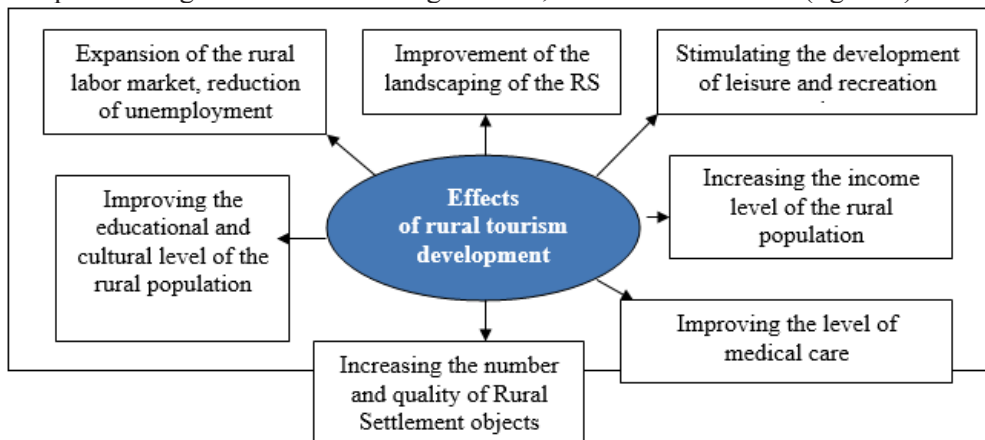 Expansion of the rural
labor market, reduction
of unemployment
Improvement of the
landscaping of the RS
Stimulating the development
of leisure and recreation
Improving the
educational and
cultural level of the
rural population
Effects
of rural tourism
development
Increasing the income
level of the rural
population
Improving the level of
medical care
Increasing the number
and quality of Rural
Settlement objects